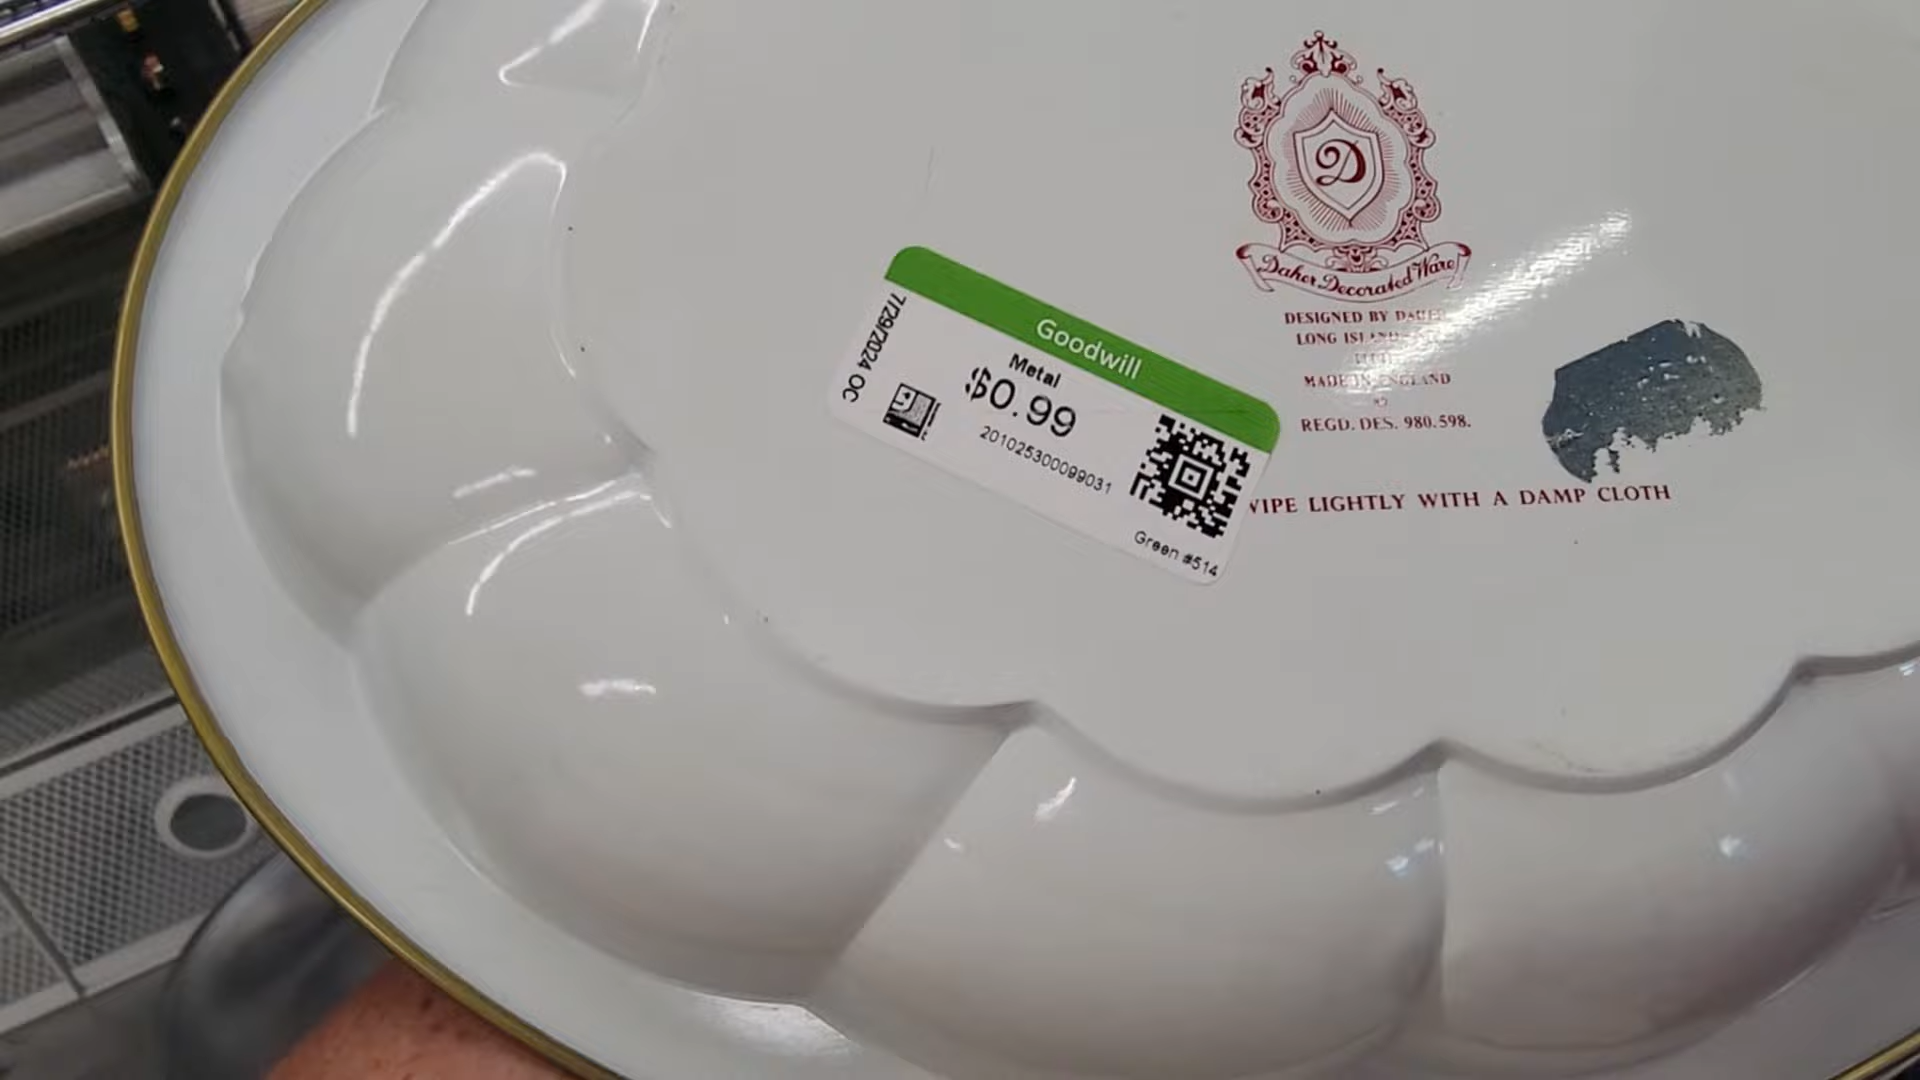 D
Daher Decorated Ware
DESIGNED BY DAHER
LONG ISLAND
MADE IN ENGLAND
REGD. DES. 980.598.
WIPE LIGHTLY WITH A DAMP CLOTH
Goodwill
7/29/2024 OC
Metal
$0.99
201025300099031
Green #514